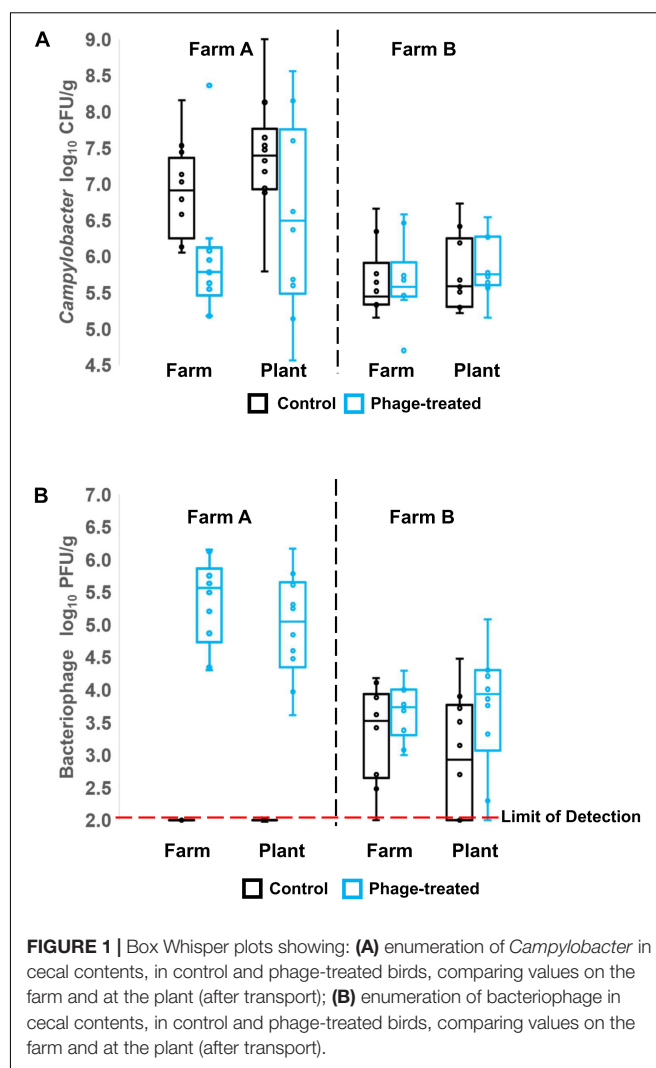 A
Farm A
Farm B
Campylobacter log10 CFU/g
9.0
8.5
8.0
7.5
7.0
6.5
6.0
5.5
5.0
4.5
Farm
Plant
Farm
Plant
Control
Phage-treated
B
Farm A
Farm B
Bacteriophage log10 PFU/g
7.0
6.5
6.0
5.5
5.0
4.5
4.0
3.5
3.0
2.5
2.0
Limit of Detection
Farm
Plant
Farm
Plant
Control
Phage-treated
FIGURE 1 | Box Whisper plots showing: (A) enumeration of Campylobacter in
cecal contents, in control and phage-treated birds, comparing values on the
farm and at the plant (after transport); (B) enumeration of bacteriophage in
cecal contents, in control and phage-treated birds, comparing values on the
farm and at the plant (after transport).